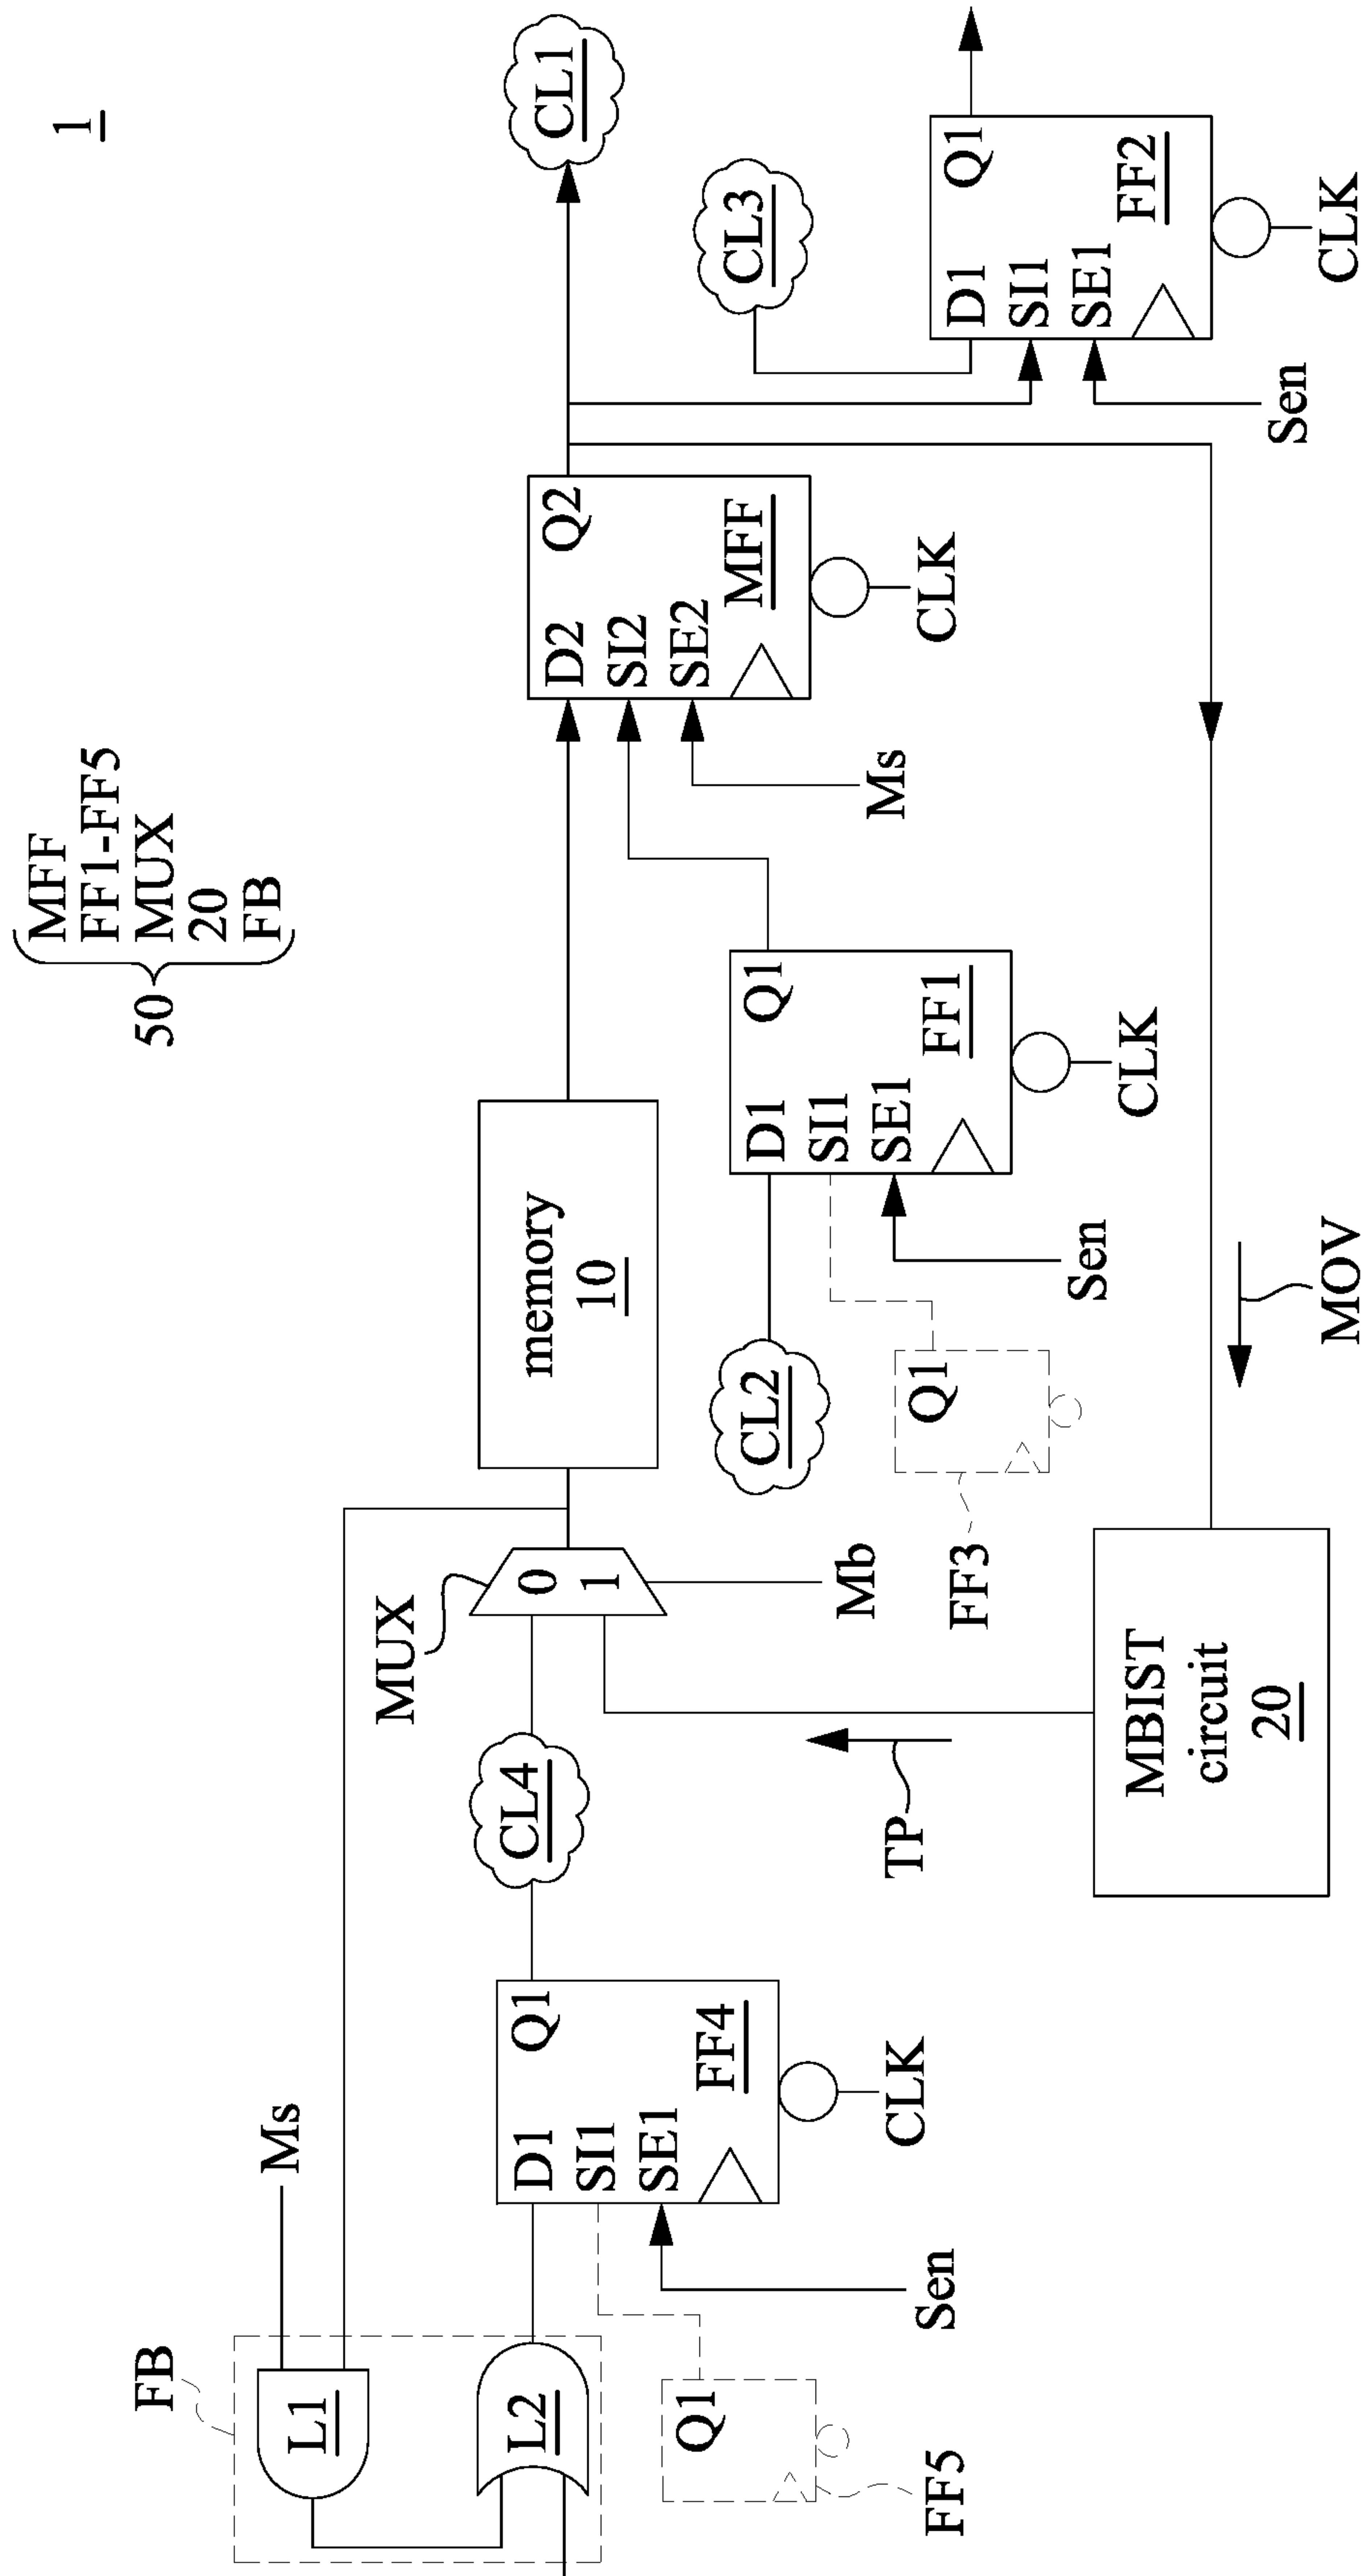 1
MFF
FF1-FF5
MUX
20
FB
50
FB
L1
Ms
L2
Q1
FF5
D1
Q1
SI1
SE1
FF4
Sen
CLK
CL4
MUX
0
1
Mb
TP
MBIST
circuit
20
memory
10
CL2
Q1
FF3
D1
Q1
SI1
SE1
FF1
Sen
CLK
MOV
D2
Q2
SI2
SE2
MFF
Ms
CLK
CL1
CL3
D1
Q1
SI1
SE1
FF2
Sen
CLK